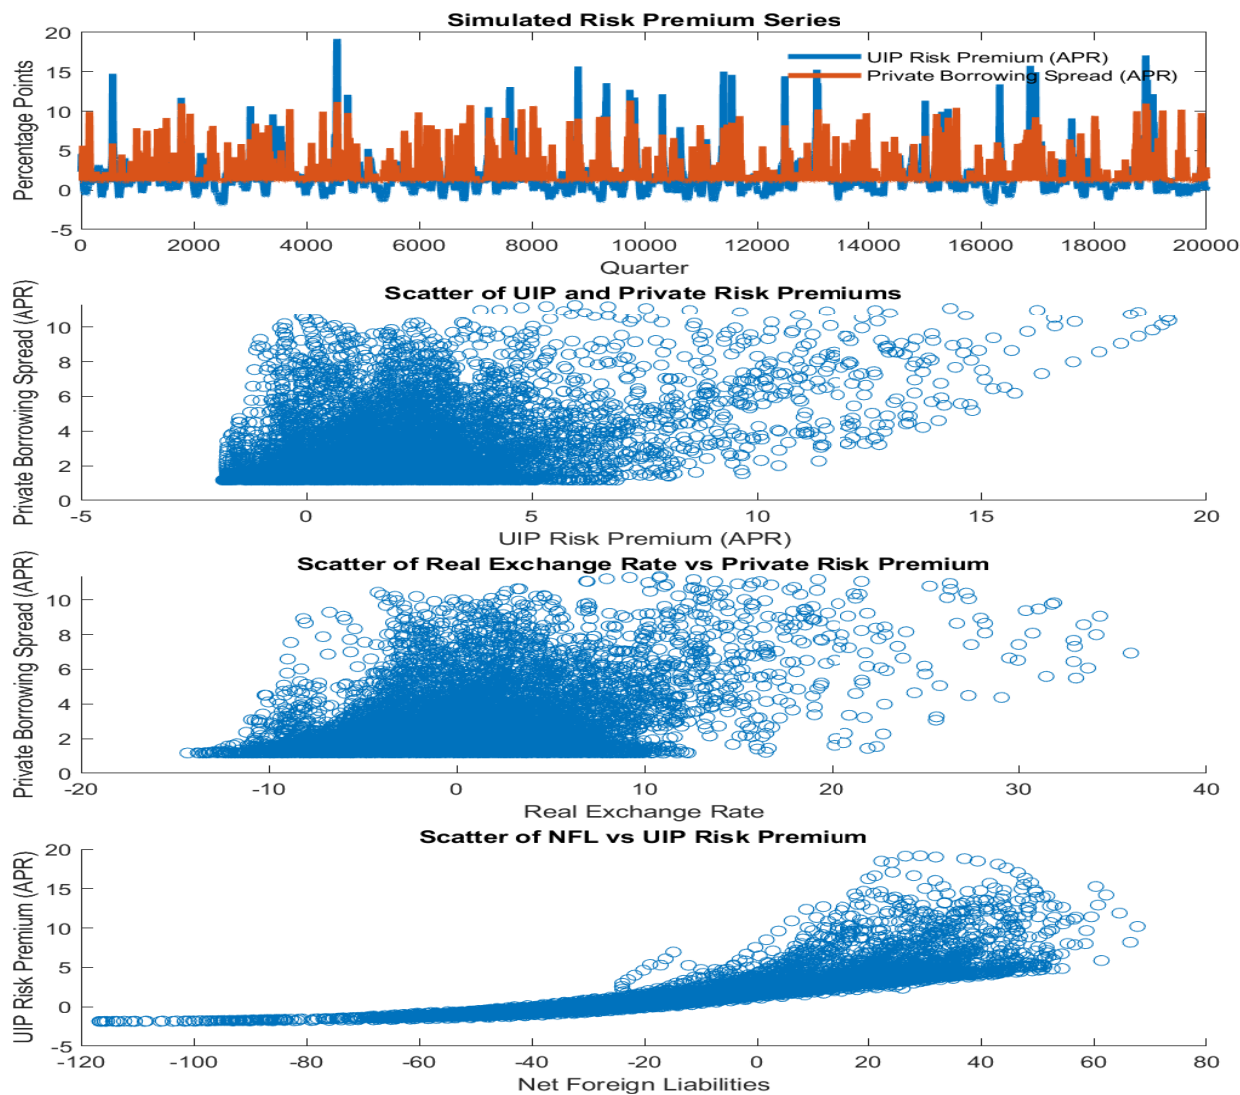 Simulated Risk Premium Series
Percentage Points
20
15
10
5
0
-5
UIP Risk Premium (APR)
Private Borrowing Spread (APR)
0 2000 4000 6000 8000 10000 12000 14000 16000 18000 20000
Quarter
Scatter of UIP and Private Risk Premiums
Private Borrowing Spread (APR)
10
8
6
4
2
0
-5 0 5 10 15 20
UIP Risk Premium (APR)
Scatter of Real Exchange Rate vs Private Risk Premium
Private Borrowing Spread (APR)
10
8
6
4
2
0
-20 -10 0 10 20 30 40
Real Exchange Rate
Scatter of NFL vs UIP Risk Premium
UIP Risk Premium (APR)
20
15
10
5
0
-5
-120 -100 -80 -60 -40 -20 0 20 40 60 80
Net Foreign Liabilities